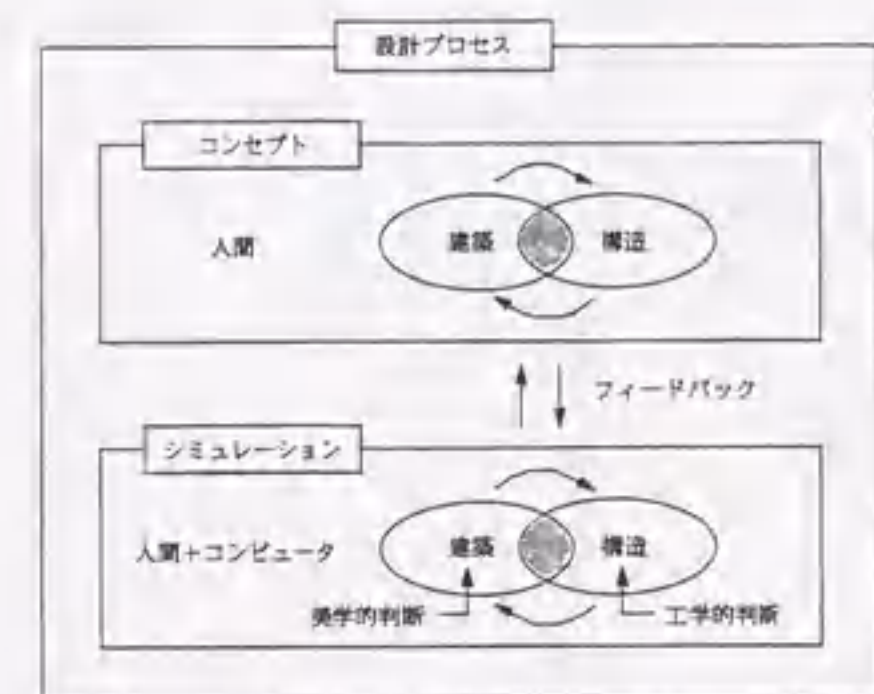 設計プロセス
コンセプト
人間
建築
構造
フィードバック
シミュレーション
人間+コンピュータ
建築
構造
美学的判断
工学的判断